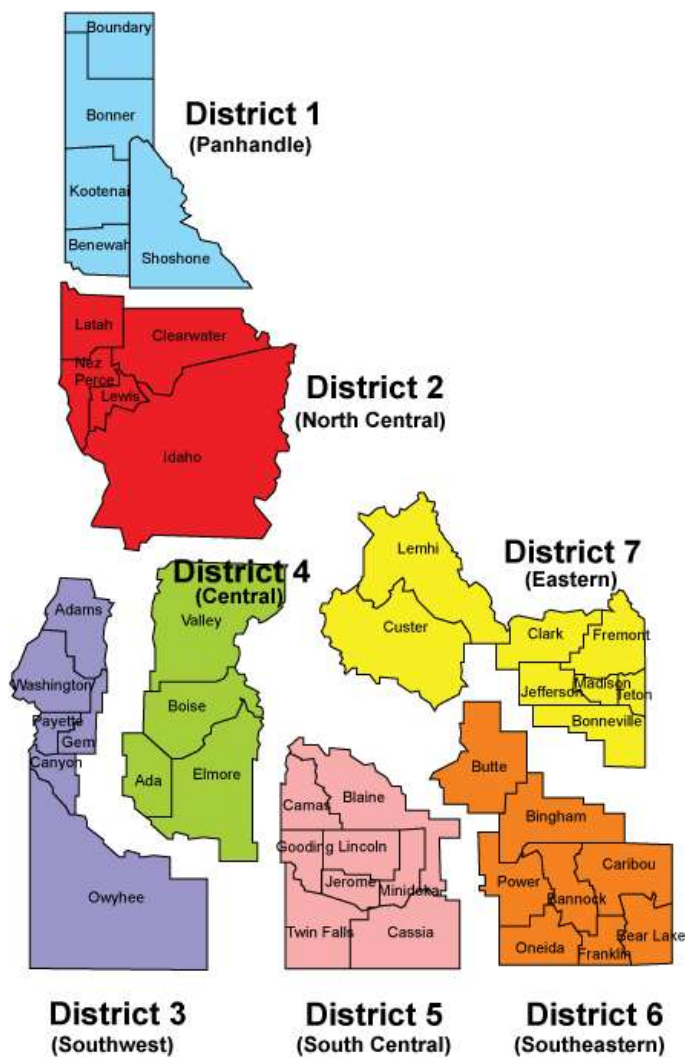 Boundary
Bonner
District 1
(Panhandle)
Kootenai
Benewah
Shoshone
Latah
Clearwater
Nez
Perce
Lewis
District 2
(North Central)
Idaho
Lemhi
District 7
(Eastern)
District 4
(Central)
Adams
Valley
Custer
Clark
Fremont
Washington
Boise
Jefferson
Madison
Teton
Payette
Gem
Bonneville
Canyon
Ada
Elmore
Butte
Camas
Blaine
Bingham
Gooding
Lincoln
Caribou
Jerome
Minidoka
Power
Bannock
Owyhee
Twin Falls
Cassia
Oneida
Franklin
Bear Lake
District 3
(Southwest)
District 5
(South Central)
District 6
(Southeastern)